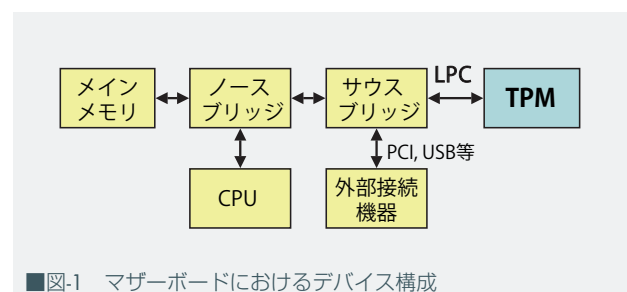 メイン
メモリ
ノース
ブリッジ
サウス
ブリッジ
LPC
TPM
PCI, USB等
CPU
外部接続
機器
■図-1 マザーボードにおけるデバイス構成